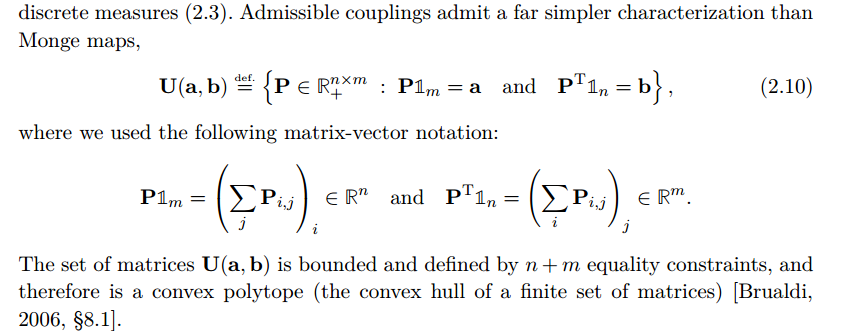 discrete measures (2.3). Admissible couplings admit a far simpler characterization than
Monge maps,
U(a, b) ≝ {P ∈ ℝ₊ⁿˣᵐ : P𝟙ₘ = a and Pᵀ𝟙ₙ = b}, (2.10)
where we used the following matrix-vector notation:
P𝟙ₘ = (∑ⱼ Pᵢ,ⱼ)ᵢ ∈ ℝⁿ and Pᵀ𝟙ₙ = (∑ᵢ Pᵢ,ⱼ)ⱼ ∈ ℝᵐ.
The set of matrices U(a, b) is bounded and defined by n + m equality constraints, and
therefore is a convex polytope (the convex hull of a finite set of matrices) [Brualdi,
2006, §8.1].